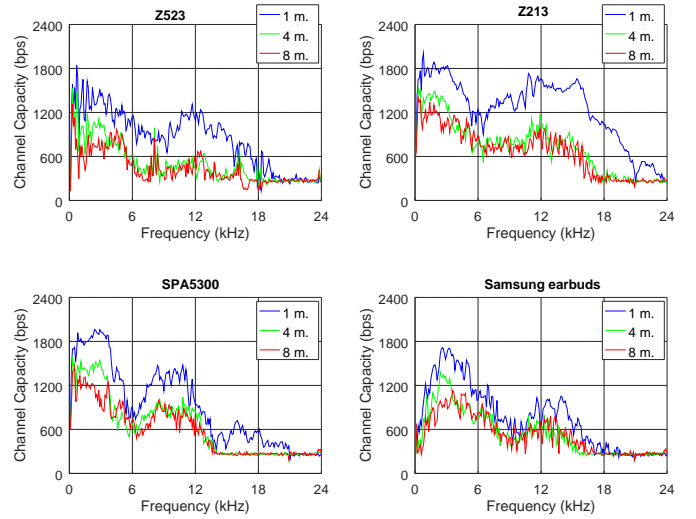 Z523
Channel Capacity (bps)
2400
1800
1200
600
0
0 6 12 18 24
Frequency (kHz)
1 m.
4 m.
8 m.
Z213
Channel Capacity (bps)
2400
1800
1200
600
0
0 6 12 18 24
Frequency (kHz)
1 m.
4 m.
8 m.
SPA5300
Channel Capacity (bps)
2400
1800
1200
600
0
0 6 12 18 24
Frequency (kHz)
1 m.
4 m.
8 m.
Samsung earbuds
Channel Capacity (bps)
2400
1800
1200
600
0
0 6 12 18 24
Frequency (kHz)
1 m.
4 m.
8 m.